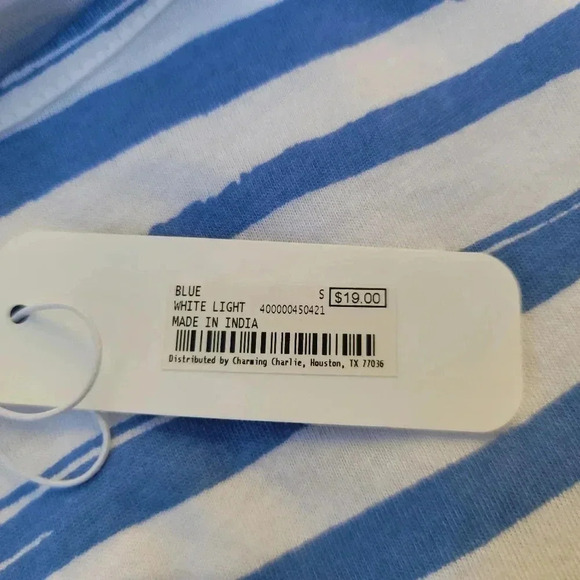 BLUE S $19.00
WHITE LIGHT 400000450421
MADE IN INDIA
Distributed by Charming Charlie, Houston, TX 77036